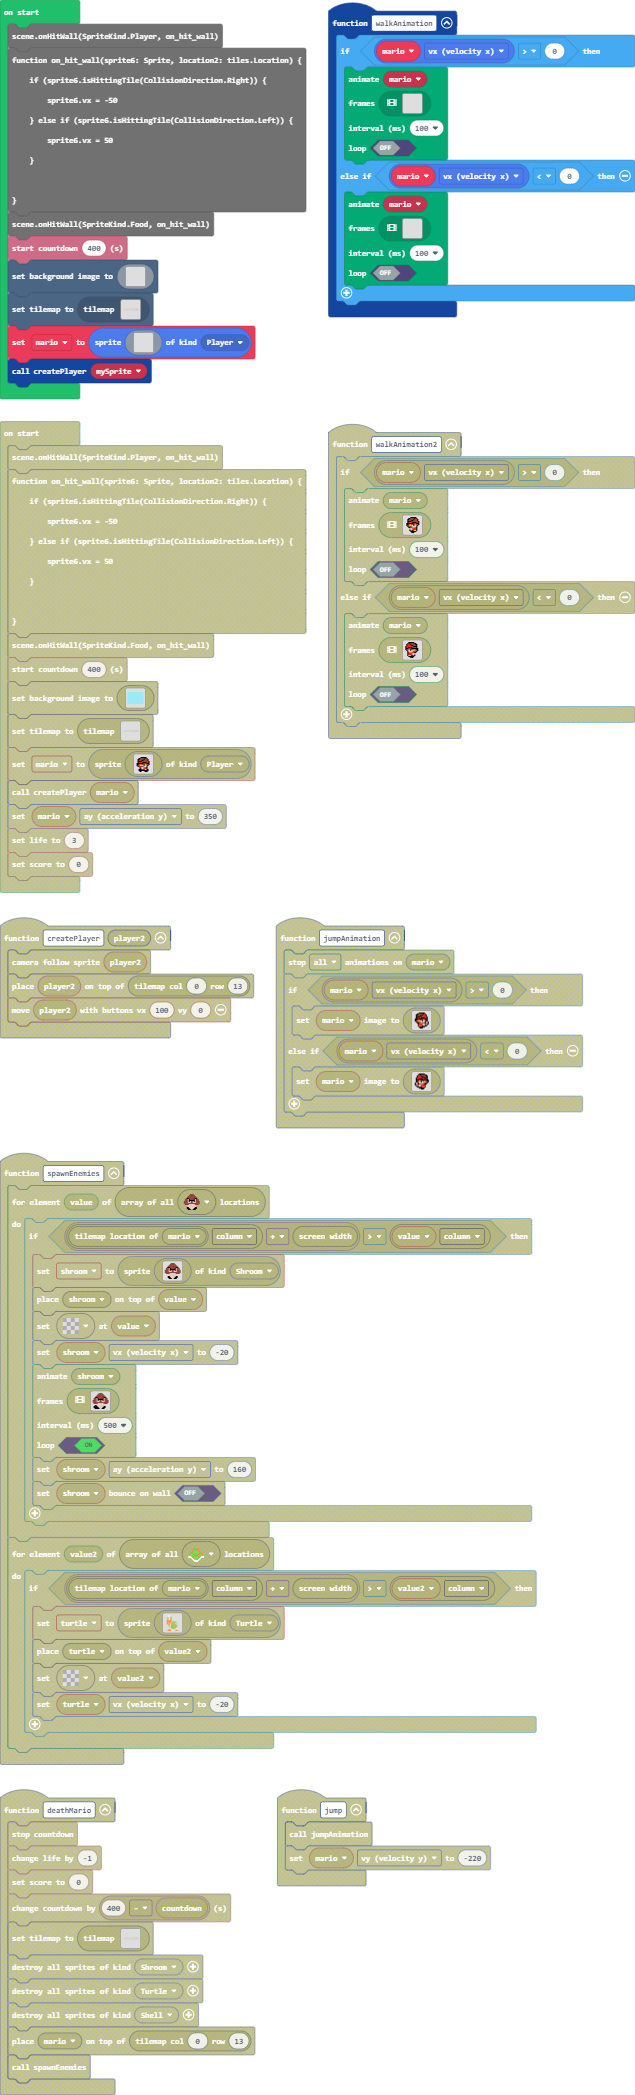 on start
scene.onHitWall(SpriteKind.Player, on_hit_wall)
function on_hit_wall(sprite6: Sprite, location2: tiles.Location) {
if (sprite6.isHittingTile(CollisionDirection.Right)) {
sprite6.vx = -50
} else if (sprite6.isHittingTile(CollisionDirection.Left)) {
sprite6.vx = 50
}
}
scene.onHitWall(SpriteKind.Food, on_hit_wall)
start countdown 400 (s)
set background image to
set tilemap to tilemap
set mario to sprite of kind Player
call createPlayer mySprite
function walkAnimation
if mario vx (velocity x) > 0 then
animate mario
frames
interval (ms) 100
loop OFF
else if mario vx (velocity x) < 0 then
animate mario
frames
interval (ms) 100
loop OFF
on start
scene.onHitWall(SpriteKind.Player, on_hit_wall)
function on_hit_wall(sprite6: Sprite, location2: tiles.Location) {
if (sprite6.isHittingTile(CollisionDirection.Right)) {
sprite6.vx = -50
} else if (sprite6.isHittingTile(CollisionDirection.Left)) {
sprite6.vx = 50
}
}
scene.onHitWall(SpriteKind.Food, on_hit_wall)
start countdown 400 (s)
set background image to
set tilemap to tilemap
set mario to sprite of kind Player
call createPlayer mario
set mario ay (acceleration y) to 350
set life to 3
set score to 0
function walkAnimation2
if mario vx (velocity x) > 0 then
animate mario
frames
interval (ms) 100
loop OFF
else if mario vx (velocity x) < 0 then
animate mario
frames
interval (ms) 100
loop OFF
function createPlayer player2
camera follow sprite player2
place player2 on top of tilemap col 0 row 13
move player2 with buttons vx 100 vy 0
function jumpAnimation
stop all animations on mario
if mario vx (velocity x) > 0 then
set mario image to
else if mario vx (velocity x) < 0 then
set mario image to
function spawnEnemies
for element value of array of all locations
do
if tilemap location of mario column + screen width > value column then
set shroom to sprite of kind Shroom
place shroom on top of value
set at value
set shroom vx (velocity x) to -20
animate shroom
frames
interval (ms) 500
loop ON
set shroom ay (acceleration y) to 160
set shroom bounce on wall OFF
for element value2 of array of all locations
do
if tilemap location of mario column + screen width > value2 column then
set turtle to sprite of kind Turtle
place turtle on top of value2
set at value2
set turtle vx (velocity x) to -20
function deathMario
stop countdown
change life by -1
set score to 0
change countdown by 400 - countdown (s)
set tilemap to tilemap
destroy all sprites of kind Shroom
destroy all sprites of kind Turtle
destroy all sprites of kind Shell
place mario on top of tilemap col 0 row 13
call spawnEnemies
function jump
call jumpAnimation
set mario vy (velocity y) to -220